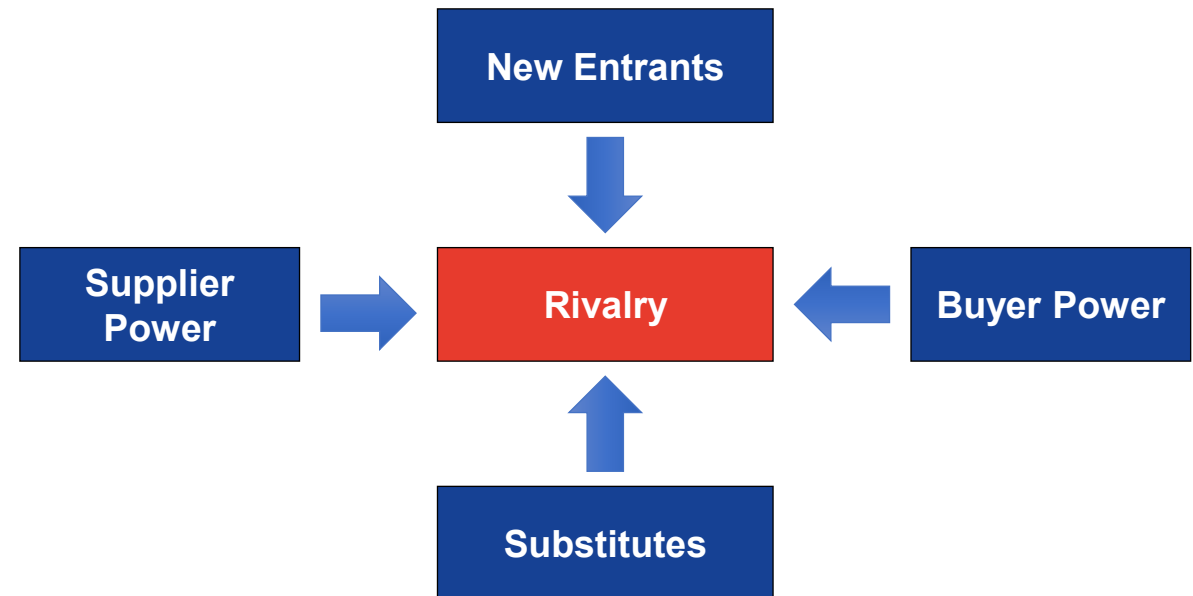 New Entrants
Supplier
Power
Rivalry
Buyer Power
Substitutes